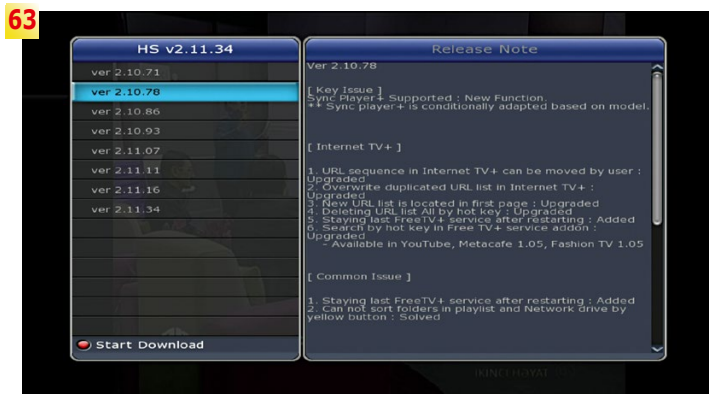 63
HS v2.11.34
ver 2.10.71
ver 2.10.78
ver 2.10.86
ver 2.10.93
ver 2.11.07
ver 2.11.11
ver 2.11.16
ver 2.11.34
Start Download
Release Note
Ver 2.10.78
[ Key Issue ]
Sync Player+ Supported : New Function.
** Sync player+ is conditionally adapted based on model.
[ Internet TV+ ]
1. URL sequence in Internet TV+ can be moved by user :
Upgraded
2. Overwrite duplicated URL list in Internet TV+ :
Upgraded
3. New URL list is located in first page : Upgraded
4. Deleting URL list All by hot key : Upgraded
5. Staying last FreeTV+ service after restarting : Added
6. Search by hot key in Free TV+ service addon :
Upgraded
- Available in YouTube, Metacafe 1.05, Fashion TV 1.05
[ Common Issue ]
1. Staying last FreeTV+ service after restarting : Added
2. Can not sort folders in playlist and Network drive by
yellow button : Solved
İKİNCİ HAYAT